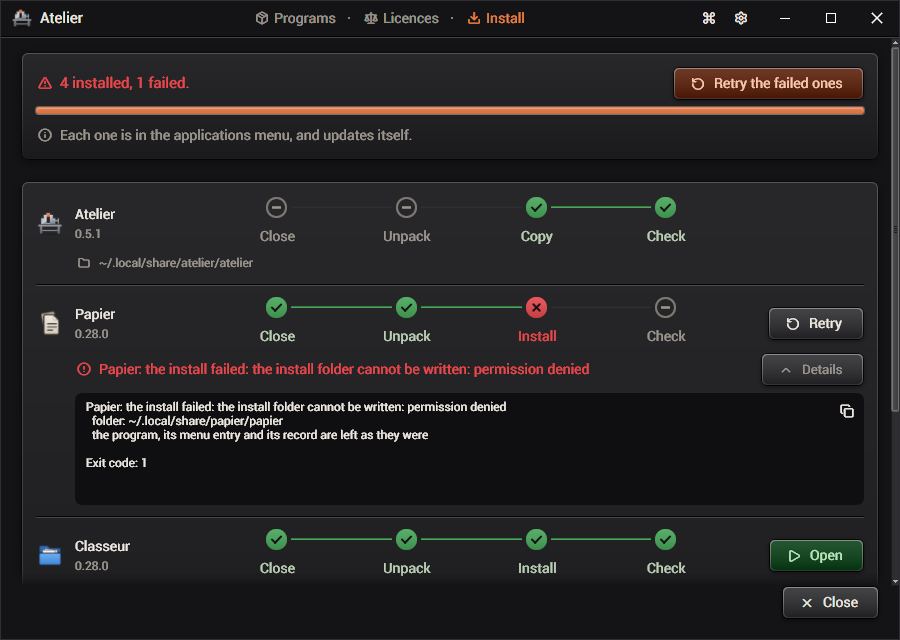 Atelier
Programs · Licences · Install
4 installed, 1 failed.
Retry the failed ones
Each one is in the applications menu, and updates itself.
Atelier
0.5.1
Close
Unpack
Copy
Check
~/.local/share/atelier/atelier
Papier
0.28.0
Close
Unpack
Install
Check
Retry
Papier: the install failed: the install folder cannot be written: permission denied
Details
Papier: the install failed: the install folder cannot be written: permission denied
folder: ~/.local/share/papier/papier
the program, its menu entry and its record are left as they were
Exit code: 1
Classeur
0.28.0
Close
Unpack
Install
Check
Open
Close